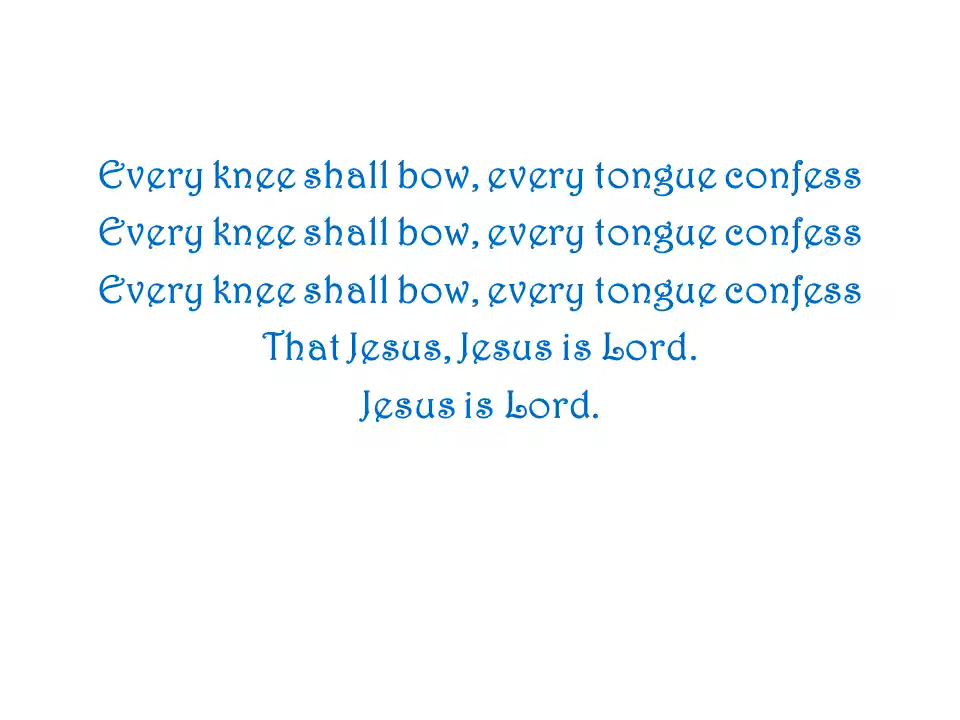 Every knee shall bow, every tongue confess
Every knee shall bow, every tongue confess
Every knee shall bow, every tongue confess
That Jesus, Jesus is Lord.
Jesus is Lord.